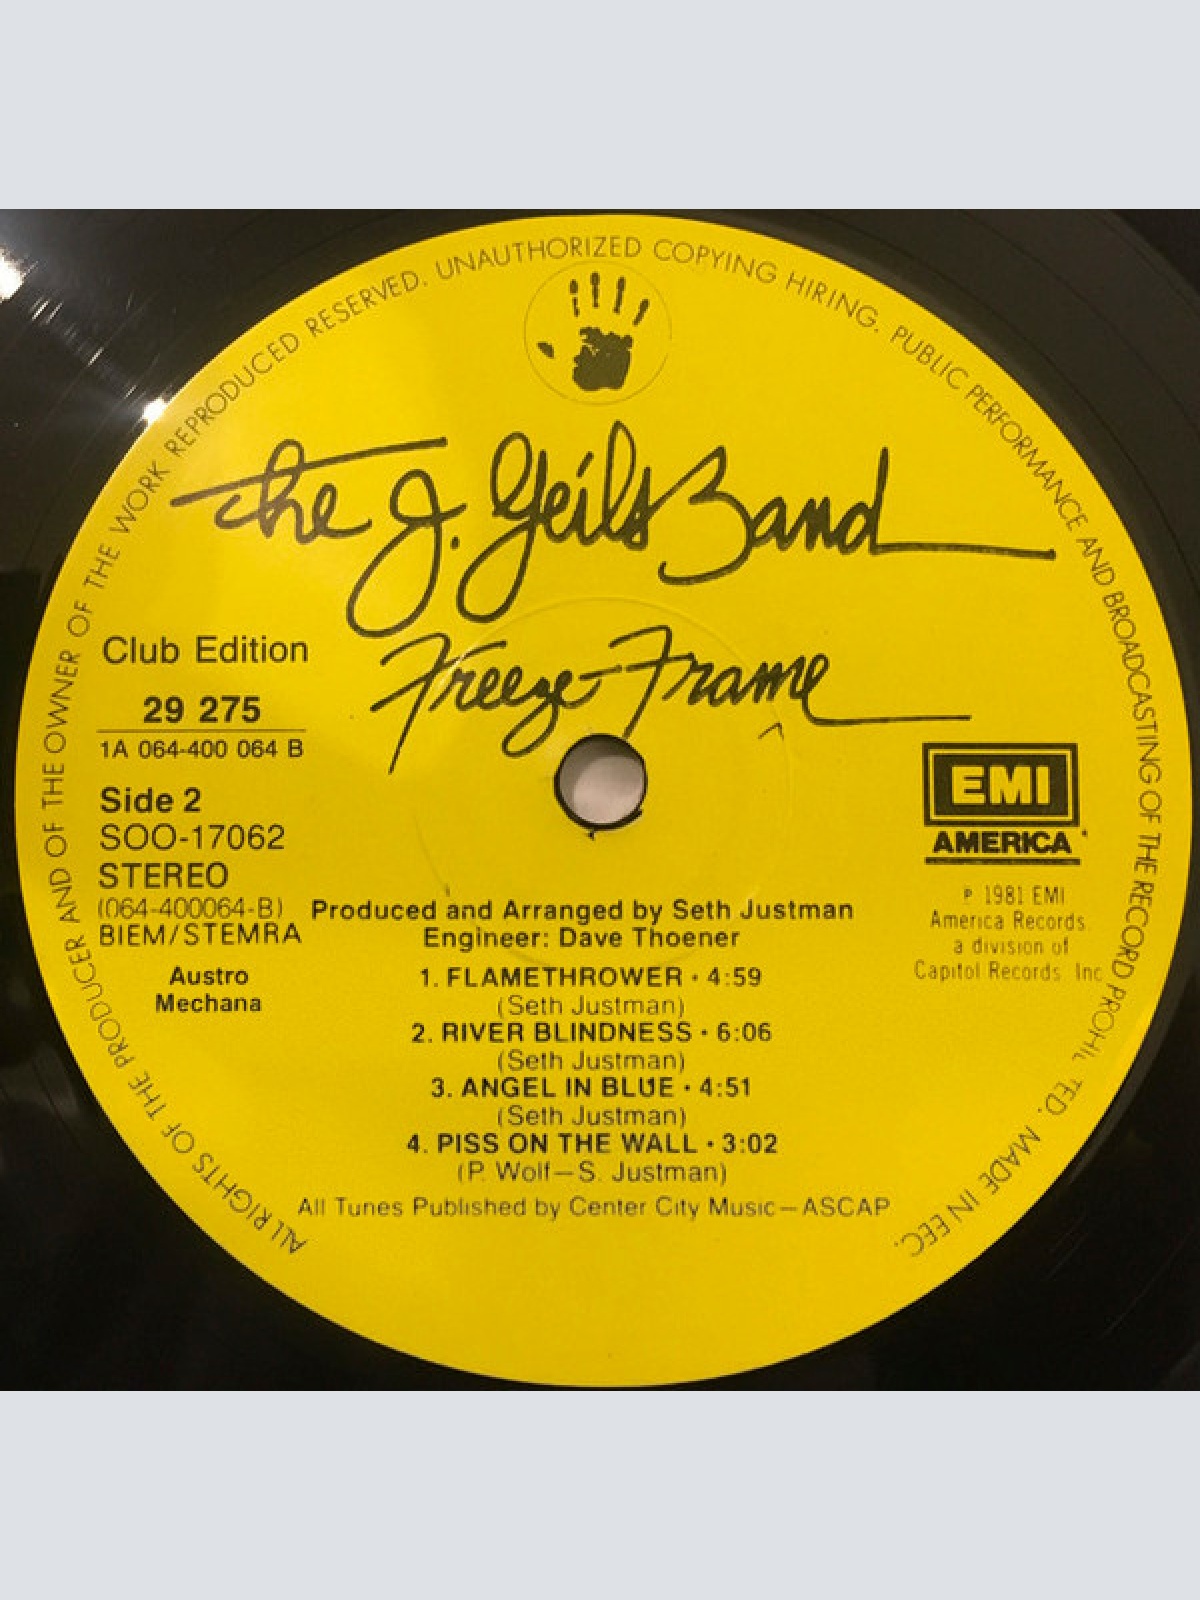 ALL RIGHTS OF THE PRODUCER AND OF THE OWNER OF THE WORK REPRODUCED RESERVED. UNAUTHORIZED COPYING HIRING. PUBLIC PERFORMANCE AND BROADCASTING OF THE RECORD PROHIL TED. MADE IN EEC.
The J. Geils Band
Freeze-Frame
Club Edition
29 275
1A 064-400 064 B
Side 2
SOO-17062
STEREO
(064-400064-B)
BIEM/STEMRA
Austro
Mechana
EMI
AMERICA
℗ 1981 EMI
America Records
a division of
Capitol Records Inc
Produced and Arranged by Seth Justman
Engineer: Dave Thoener
1. FLAMETHROWER • 4:59
(Seth Justman)
2. RIVER BLINDNESS • 6:06
(Seth Justman)
3. ANGEL IN BLUE • 4:51
(Seth Justman)
4. PISS ON THE WALL • 3:02
(P. Wolf—S. Justman)
All Tunes Published by Center City Music—ASCAP